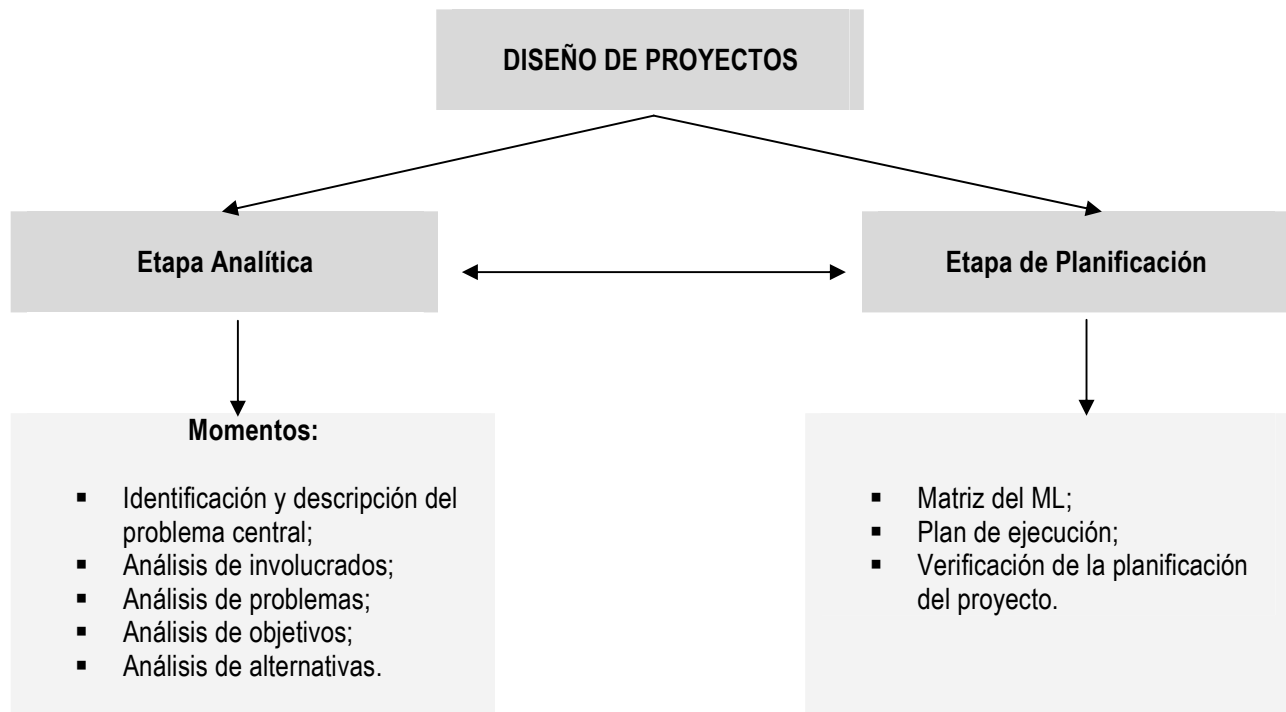 DISEÑO DE PROYECTOS
Etapa Analítica
Etapa de Planificación
Momentos:
▪ Identificación y descripción del
problema central;
▪ Análisis de involucrados;
▪ Análisis de problemas;
▪ Análisis de objetivos;
▪ Análisis de alternativas.
▪ Matriz del ML;
▪ Plan de ejecución;
▪ Verificación de la planificación
del proyecto.